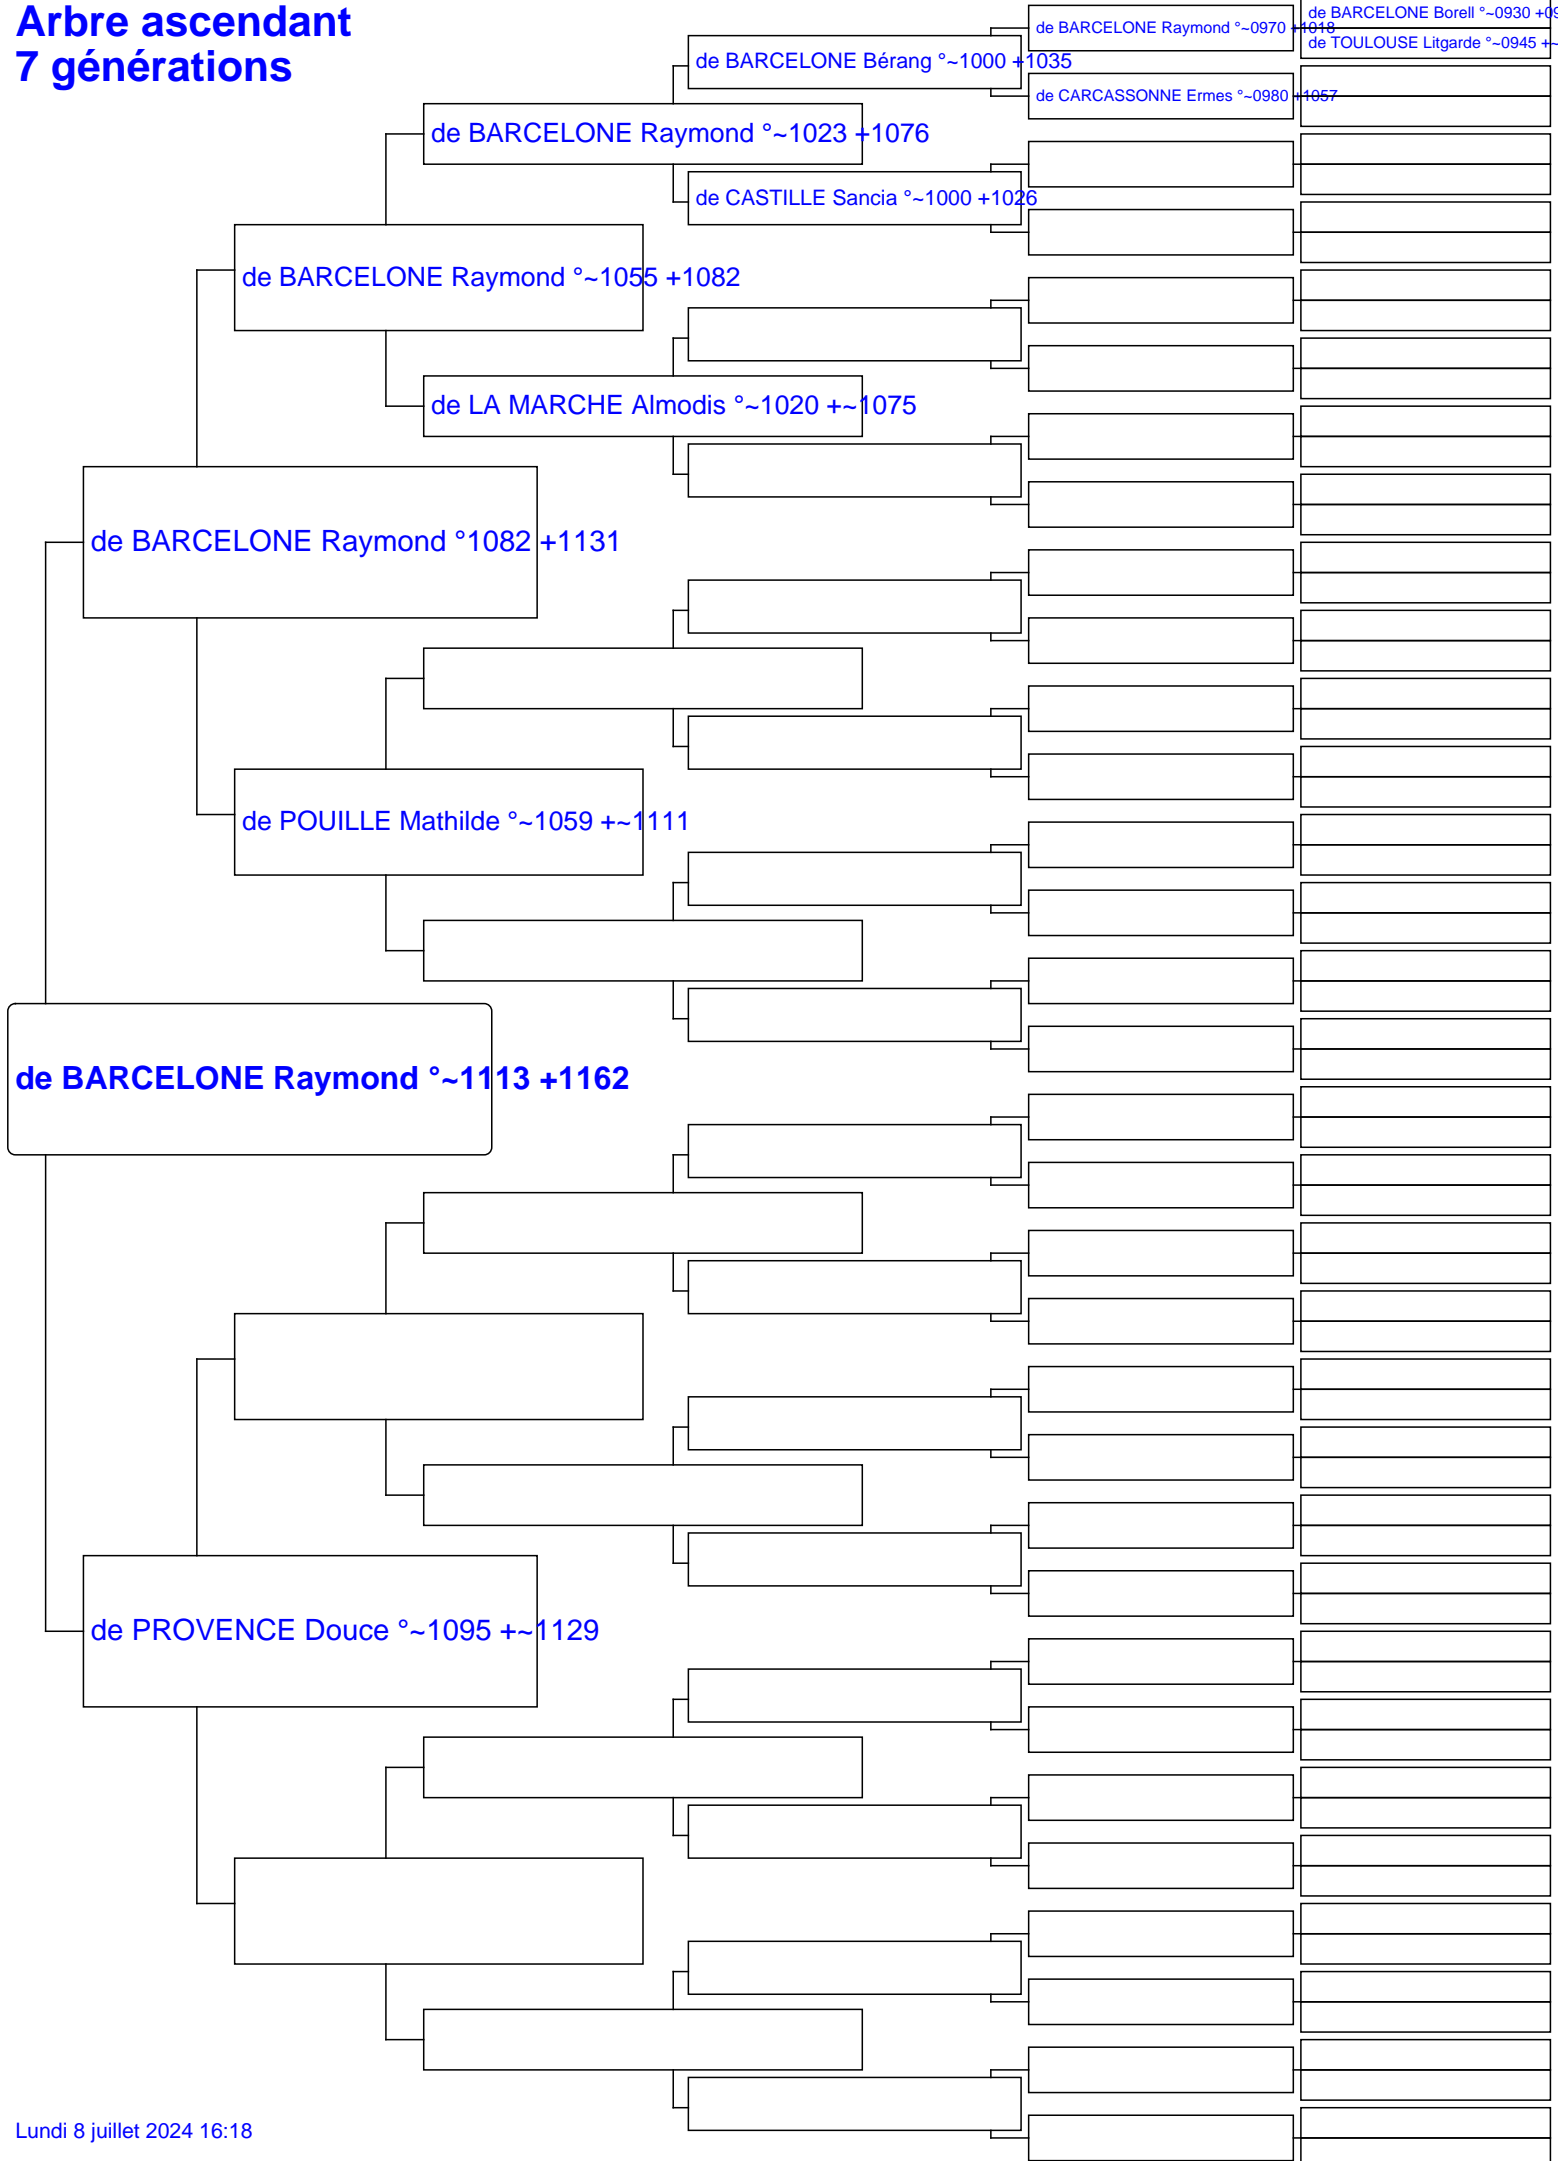 Arbre ascendant
7 générations
de BARCELONE Borell °~0930
de BARCELONE Raymond °~0970 +1018
de TOULOUSE Litgarde °~0945
de BARCELONE Bérang °~1000 +1035
de CARCASSONNE Ermes °~0980 +1057
de BARCELONE Raymond °~1023 +1076
de CASTILLE Sancia °~1000 +1026
de BARCELONE Raymond °~1055 +1082
de LA MARCHE Almodis °~1020 +~1075
de BARCELONE Raymond °1082 +1131
de POUILLE Mathilde °~1059 +~1111
de BARCELONE Raymond °~1113 +1162
de PROVENCE Douce °~1095 +~1129
Lundi 8 juillet 2024 16:18